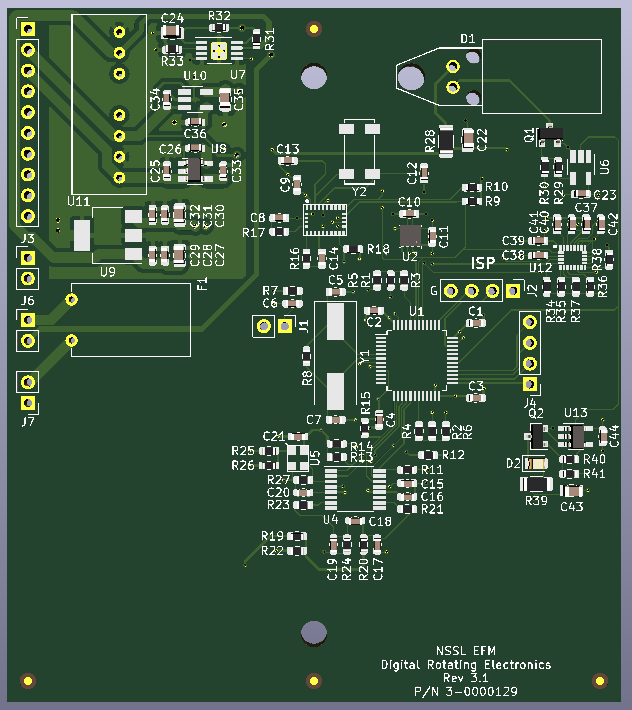 C24
R32
R31
R33
U7
D1
U10
C34
C35
C36
Q1
C26
U8
C25
C33
R28
C22
U6
R30
R29
C23
C13
C12
C9
Y2
R10
R9
U11
C32
C31
C30
C8
R17
C10
C11
U2
C41
C40
C37
C42
C39
C38
U12
R38
J3
U9
C29
C28
C27
R16
C14
R18
ISP
J6
F1
R7
C6
C5
R5
R1
R3
G
J2
R34
R35
R37
R36
J1
C2
U1
C1
R8
Y1
J7
C7
R15
C4
C3
J4
R4
R2
R6
Q2
U13
C44
C21
R25
R26
U5
R14
R13
R12
D2
R40
R41
R27
C20
R23
R11
C15
C16
R21
R39
C43
U4
C18
R19
R22
C19
R24
R20
C17
NSSL EFM
Digital Rotating Electronics
Rev 3.1
P/N 3-0000129